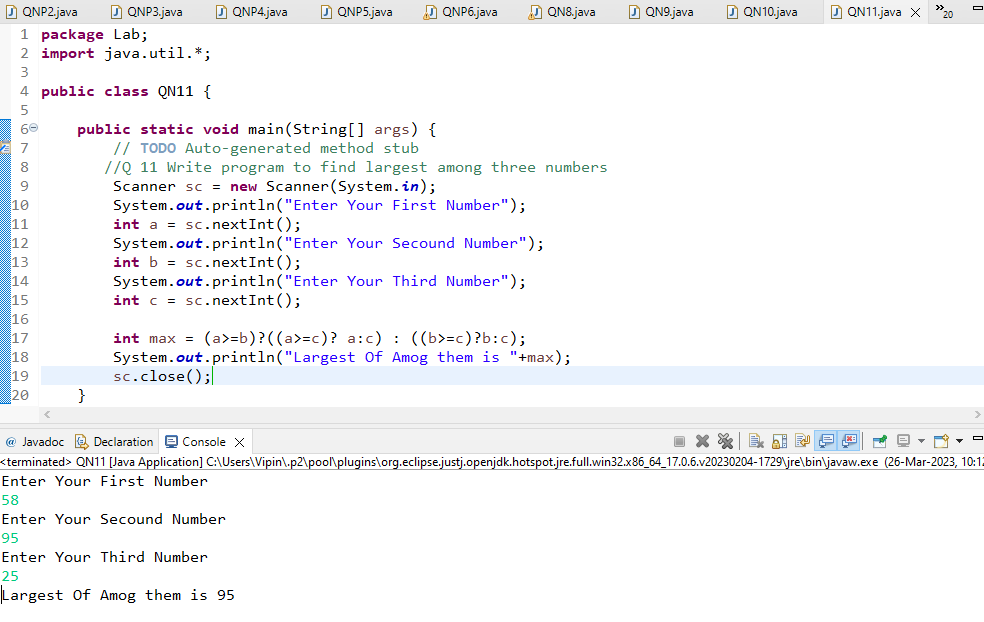 QNP2.java QNP3.java QNP4.java QNP5.java QNP6.java QN8.java QN9.java QN10.java QN11.java »20
1 package Lab;
2 import java.util.*;
3
4 public class QN11 {
5
6 public static void main(String[] args) {
7 // TODO Auto-generated method stub
8 //Q 11 Write program to find largest among three numbers
9 Scanner sc = new Scanner(System.in);
10 System.out.println("Enter Your First Number");
11 int a = sc.nextInt();
12 System.out.println("Enter Your Secound Number");
13 int b = sc.nextInt();
14 System.out.println("Enter Your Third Number");
15 int c = sc.nextInt();
16
17 int max = (a>=b)?((a>=c)? a:c) : ((b>=c)?b:c);
18 System.out.println("Largest Of Amog them is "+max);
19 sc.close();
20 }
@ Javadoc Declaration Console
<terminated> QN11 [Java Application] C:\Users\Vipin\.p2\pool\plugins\org.eclipse.justj.openjdk.hotspot.jre.full.win32.x86_64_17.0.6.v20230204-1729\jre\bin\javaw.exe (26-Mar-2023, 10:12
Enter Your First Number
58
Enter Your Secound Number
95
Enter Your Third Number
25
Largest Of Amog them is 95